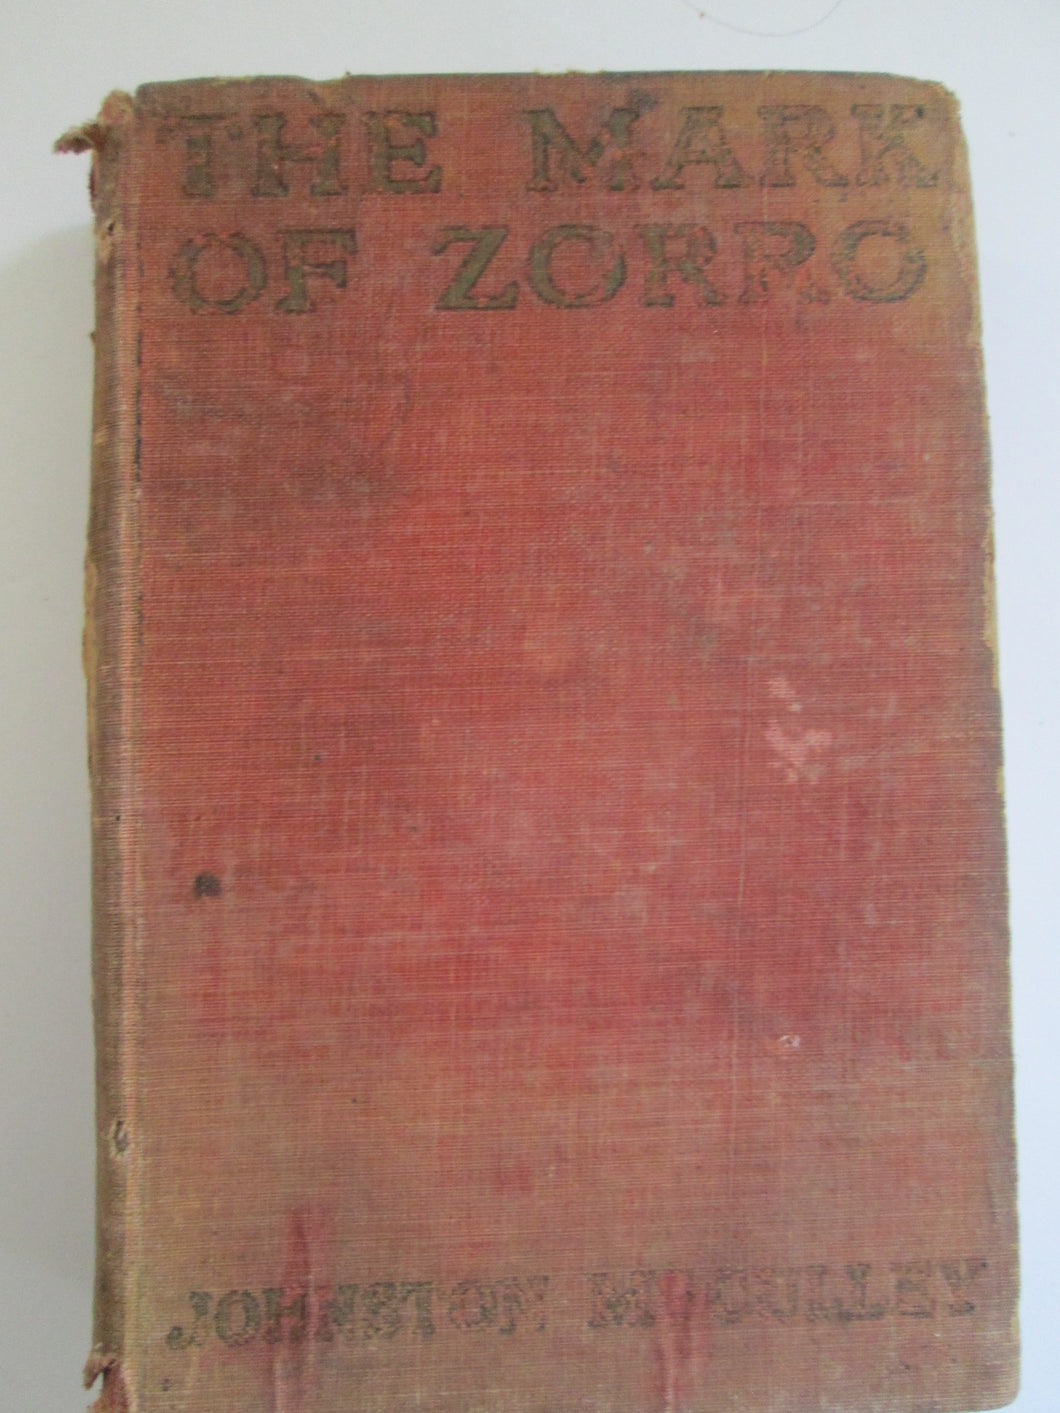 THE MARK
OF ZORRO
JOHNSTON McCULLEY